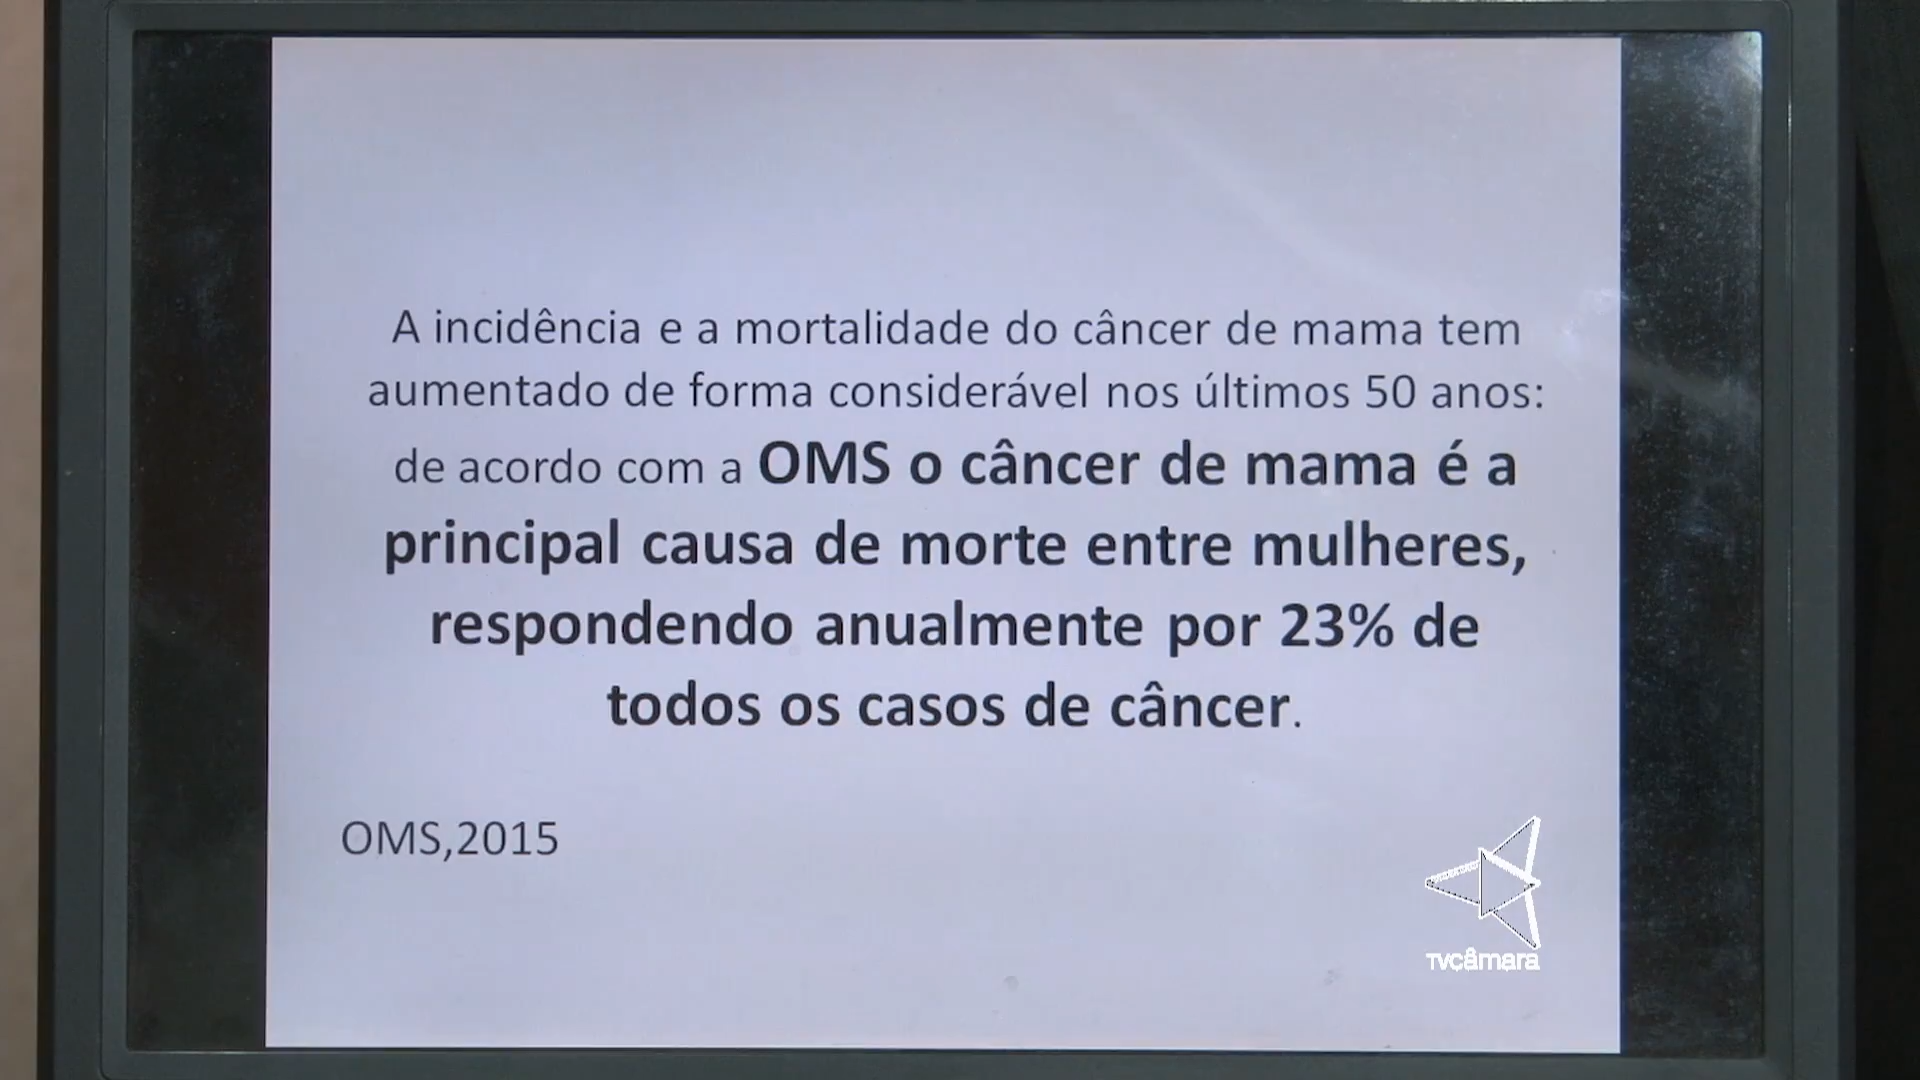 A incidência e a mortalidade do câncer de mama tem
aumentado de forma considerável nos últimos 50 anos:
de acordo com a OMS o câncer de mama é a
principal causa de morte entre mulheres,
respondendo anualmente por 23% de
todos os casos de câncer.
OMS,2015
TVcâmara